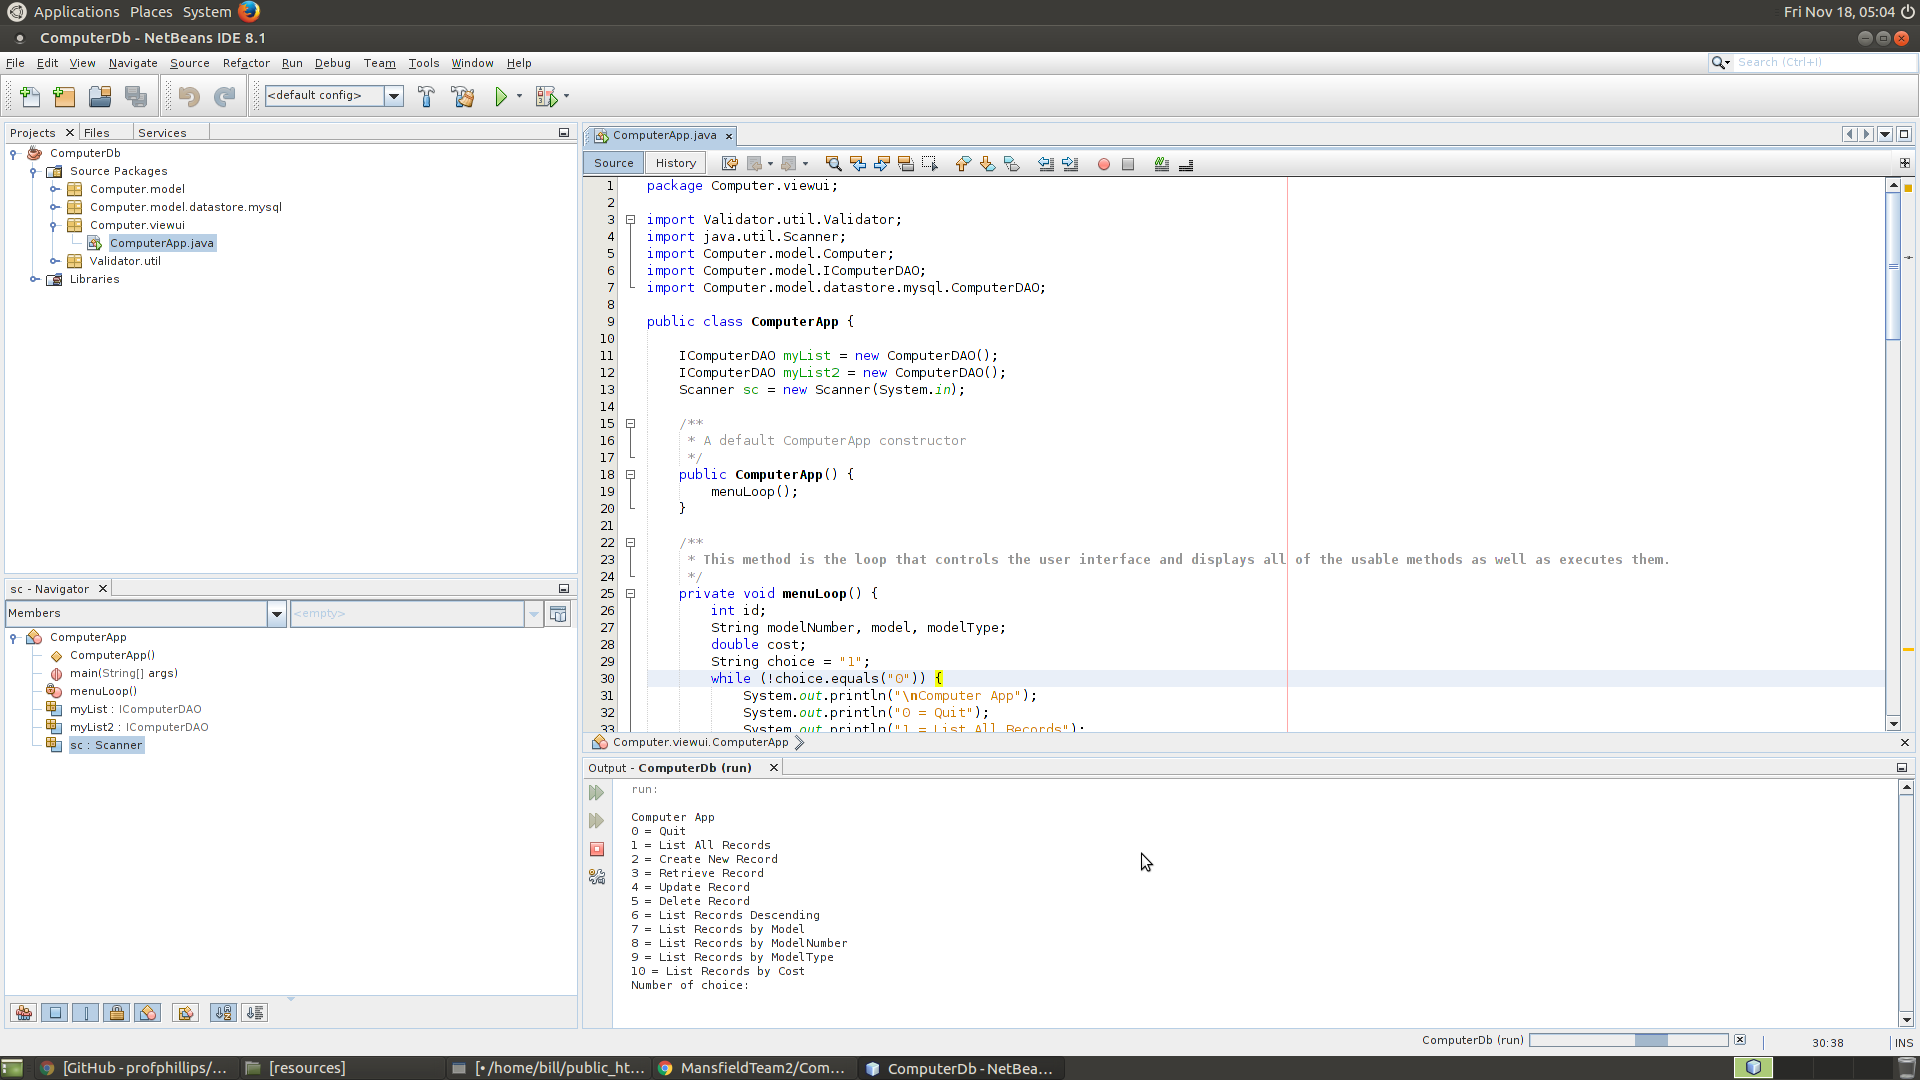 Applications Places System Fri Nov 18, 05:04
ComputerDb - NetBeans IDE 8.1
File Edit View Navigate Source Refactor Run Debug Team Tools Window Help Search (Ctrl+I)
<default config>
Projects Files Services
ComputerDb
Source Packages
Computer.model
Computer.model.datastore.mysql
Computer.viewui
ComputerApp.java
Validator.util
Libraries
sc - Navigator
Members <empty>
ComputerApp
ComputerApp()
main(String[] args)
menuLoop()
myList : IComputerDAO
myList2 : IComputerDAO
sc : Scanner
ComputerApp.java
Source History
1 package Computer.viewui;
2
3 import Validator.util.Validator;
4 import java.util.Scanner;
5 import Computer.model.Computer;
6 import Computer.model.IComputerDAO;
7 import Computer.model.datastore.mysql.ComputerDAO;
8
9 public class ComputerApp {
10
11 IComputerDAO myList = new ComputerDAO();
12 IComputerDAO myList2 = new ComputerDAO();
13 Scanner sc = new Scanner(System.in);
14
15 /**
16 * A default ComputerApp constructor
17 */
18 public ComputerApp() {
19 menuLoop();
20 }
21
22 /**
23 * This method is the loop that controls the user interface and displays all of the usable methods as well as executes them.
24 */
25 private void menuLoop() {
26 int id;
27 String modelNumber, model, modelType;
28 double cost;
29 String choice = "1";
30 while (!choice.equals("0")) {
31 System.out.println("\nComputer App");
32 System.out.println("0 = Quit");
33 System.out.println("1 = List All Records");
Computer.viewui.ComputerApp
Output - ComputerDb (run)
run:
Computer App
0 = Quit
1 = List All Records
2 = Create New Record
3 = Retrieve Record
4 = Update Record
5 = Delete Record
6 = List Records Descending
7 = List Records by Model
8 = List Records by ModelNumber
9 = List Records by ModelType
10 = List Records by Cost
Number of choice:
ComputerDb (run) 30:38 INS
[GitHub - profphillips/... [resources] [•/home/bill/public_ht... MansfieldTeam2/Com... ComputerDb - NetBea...